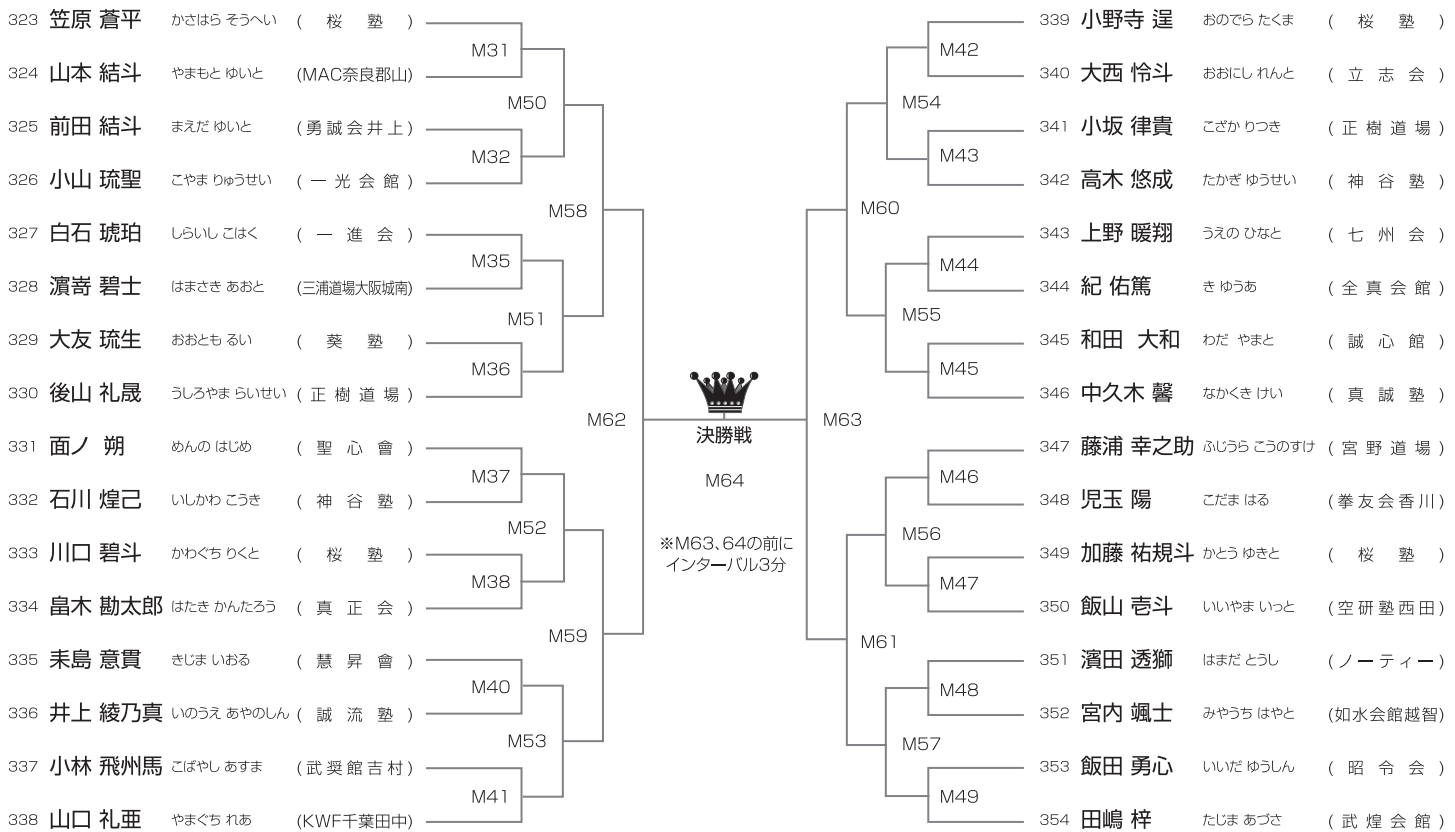 323 笠原 蒼平 かさはら そうへい ( 桜 塾 )
324 山本 結斗 やまもと ゆいと (MAC奈良郡山)
325 前田 結斗 まえだ ゆいと (勇誠会井上)
326 小山 琉聖 こやま りゅうせい (一光会館)
327 白石 琥珀 しらいし こはく ( 一 進 会 )
328 濵嵜 碧士 はまさき あおと (三浦道場大阪城南)
329 大友 琉生 おおとも るい ( 葵 塾 )
330 後山 礼晟 うしろやま らいせい (正樹道場)
331 面ノ 朔 めんの はじめ ( 聖 心 會 )
332 石川 煌己 いしかわ こうき ( 神 谷 塾 )
333 川口 碧斗 かわぐち りくと ( 桜 塾 )
334 畠木 勘太郎 はたき かんたろう ( 真 正 会 )
335 耒島 意貫 きじま いおる ( 慧 昇 會 )
336 井上 綾乃真 いのうえ あやのしん ( 誠 流 塾 )
337 小林 飛州馬 こばやし あすま (武奨館吉村)
338 山口 礼亜 やまぐち れあ (KWF千葉田中)
M31
M32
M35
M36
M37
M38
M40
M41
M50
M51
M52
M53
M58
M59
M62
決勝戦
M64
※M63、64の前に
インターバル3分
M63
M60
M61
M54
M55
M56
M57
M42
M43
M44
M45
M46
M47
M48
M49
339 小野寺 逞 おのでら たくま ( 桜 塾 )
340 大西 怜斗 おおにし れんと ( 立 志 会 )
341 小坂 律貴 こざか りつき (正樹道場)
342 高木 悠成 たかぎ ゆうせい ( 神 谷 塾 )
343 上野 暖翔 うえの ひなと ( 七 州 会 )
344 紀 佑篤 き ゆうあ (全真会館)
345 和田 大和 わだ やまと ( 誠 心 館 )
346 中久木 馨 なかくき けい ( 真 誠 塾 )
347 藤浦 幸之助 ふじうら こうのすけ (宮野道場)
348 児玉 陽 こだま はる (拳友会香川)
349 加藤 祐規斗 かとう ゆきと ( 桜 塾 )
350 飯山 壱斗 いいやま いっと (空研塾西田)
351 濱田 透獅 はまだ とうし (ノーティー)
352 宮内 颯士 みやうち はやと (如水会館越智)
353 飯田 勇心 いいだ ゆうしん ( 昭 令 会 )
354 田嶋 梓 たじま あづさ (武煌会館)